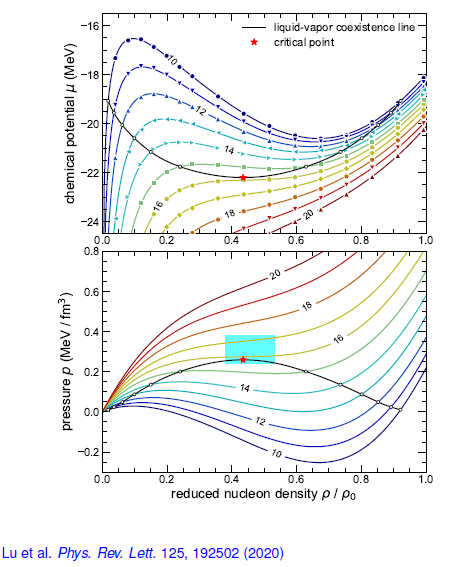 liquid-vapor coexistence line
critical point
chemical potential μ (MeV)
−16
−18
−20
−22
−24
10
12
14
16
18
20
0.0 0.2 0.4 0.6 0.8 1.0
pressure p (MeV / fm³)
0.8
0.6
0.4
0.2
0.0
−0.2
20
18
16
14
12
10
0.0 0.2 0.4 0.6 0.8 1.0
reduced nucleon density ρ / ρ₀
Lu et al. Phys. Rev. Lett. 125, 192502 (2020)